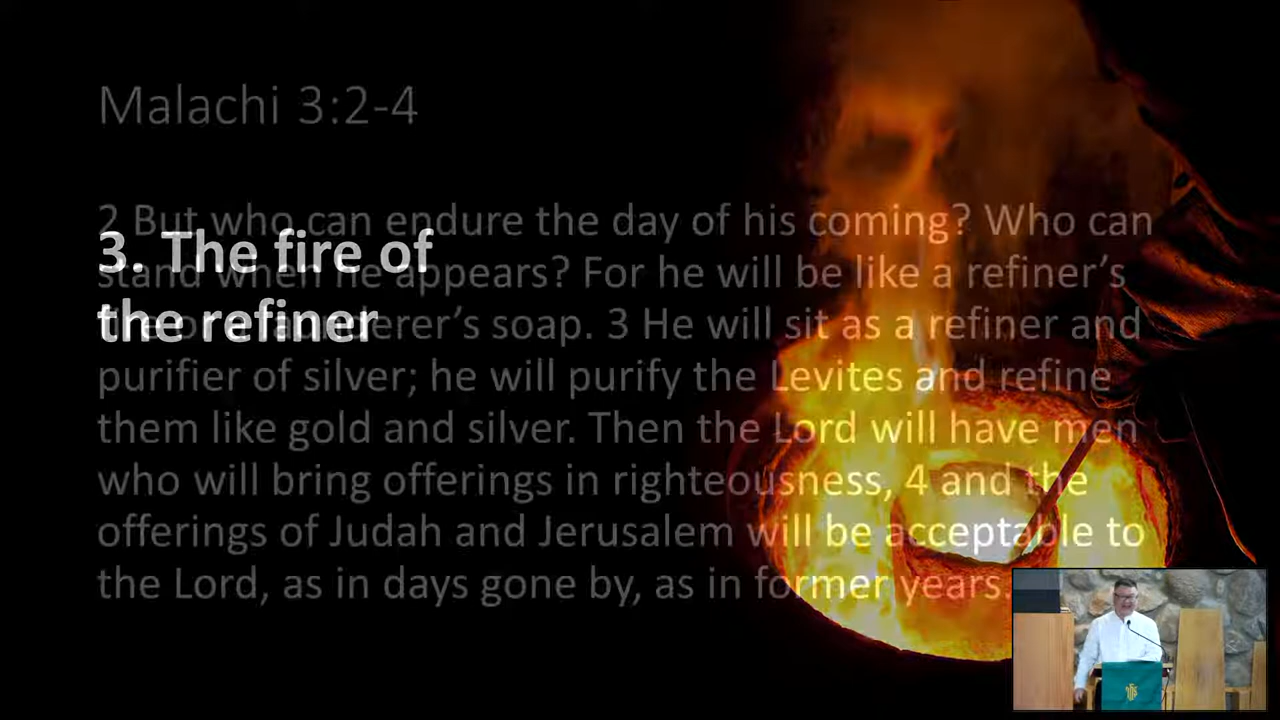 Malachi 3:2-4
2 But who can endure the day of his coming? Who can
3. The fire of
stand when he appears? For he will be like a refiner’s
the refiner
soap. 3 He will sit as a refiner and
purifier of silver; he will purify the Levites and refine
them like gold and silver. Then the Lord will have men
who will bring offerings in righteousness, 4 and the
offerings of Judah and Jerusalem will be acceptable to
the Lord, as in days gone by, as in former years.